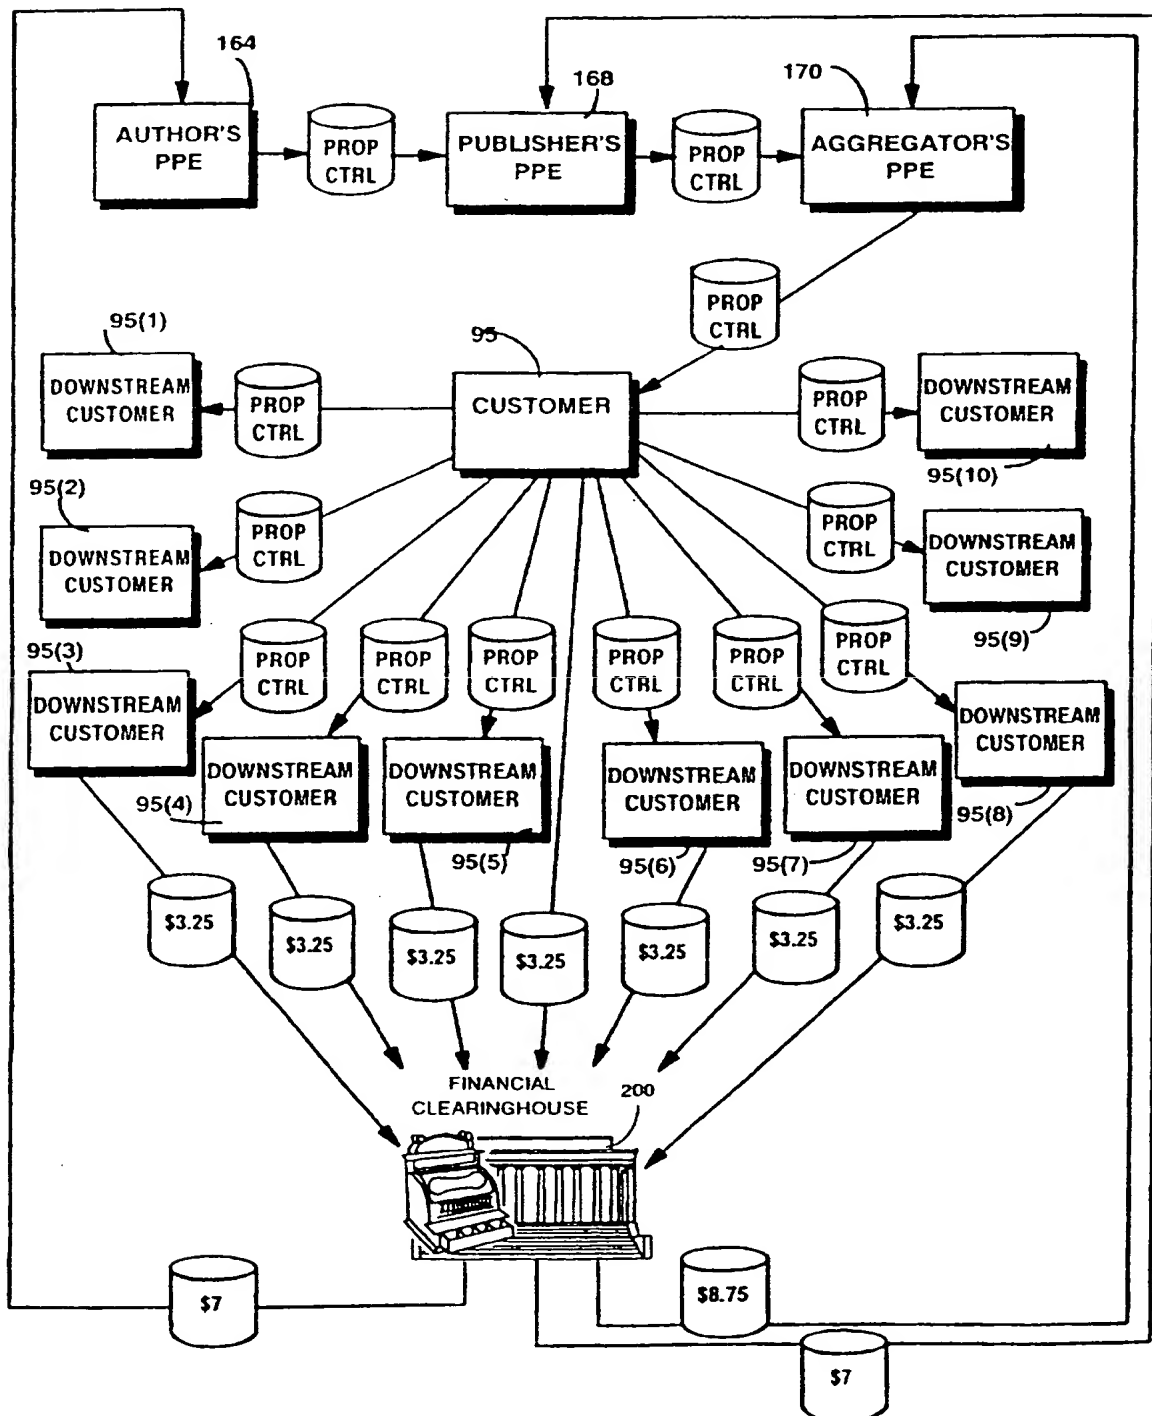 164
168
170
AUTHOR'S
PPE
PROP
CTRL
PUBLISHER'S
PPE
PROP
CTRL
AGGREGATOR'S
PPE
PROP
CTRL
95(1)
95
DOWNSTREAM
CUSTOMER
PROP
CTRL
CUSTOMER
PROP
CTRL
DOWNSTREAM
CUSTOMER
95(10)
95(2)
DOWNSTREAM
CUSTOMER
PROP
CTRL
PROP
CTRL
DOWNSTREAM
CUSTOMER
95(9)
95(3)
DOWNSTREAM
CUSTOMER
PROP
CTRL
PROP
CTRL
PROP
CTRL
PROP
CTRL
PROP
CTRL
PROP
CTRL
DOWNSTREAM
CUSTOMER
95(8)
DOWNSTREAM
CUSTOMER
95(4)
DOWNSTREAM
CUSTOMER
95(5)
DOWNSTREAM
CUSTOMER
95(6)
DOWNSTREAM
CUSTOMER
95(7)
$3.25
$3.25
$3.25
$3.25
$3.25
$3.25
$3.25
FINANCIAL
CLEARINGHOUSE
200
$7
$8.75
$7